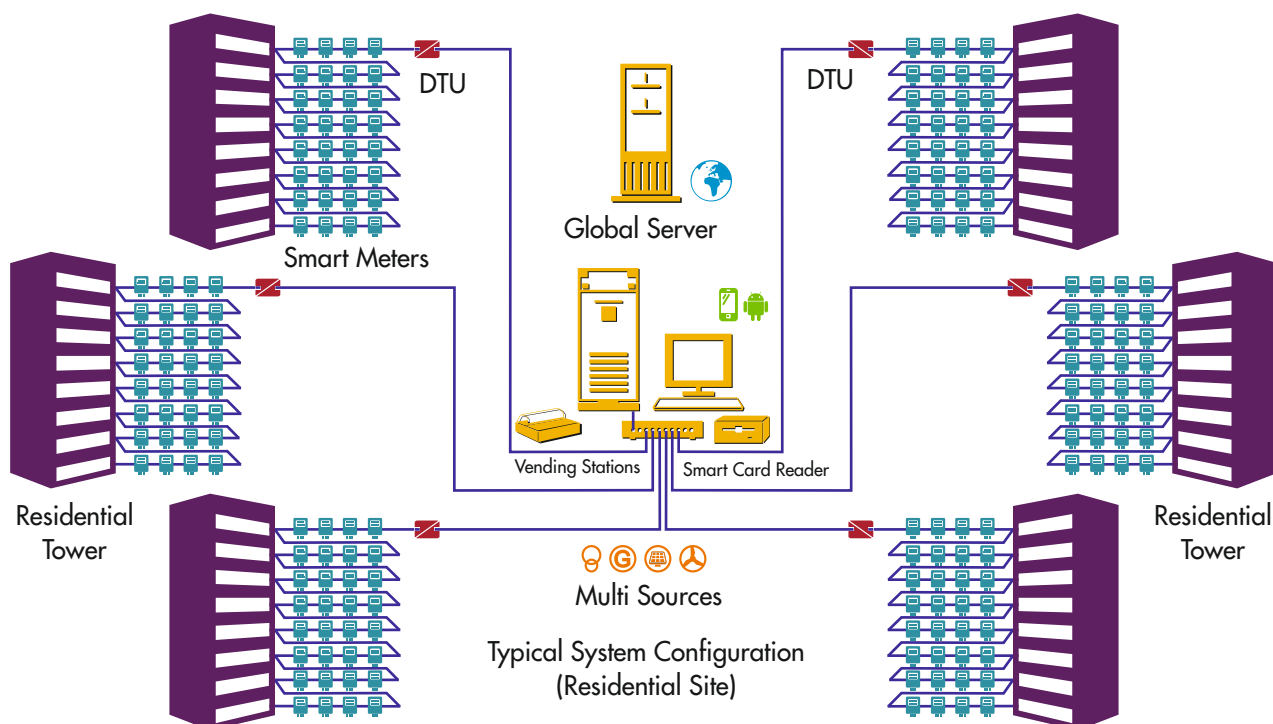 DTU
DTU
Global Server
Smart Meters
Vending Stations
Smart Card Reader
Residential
Tower
Residential
Tower
G
Multi Sources
Typical System Configuration
(Residential Site)